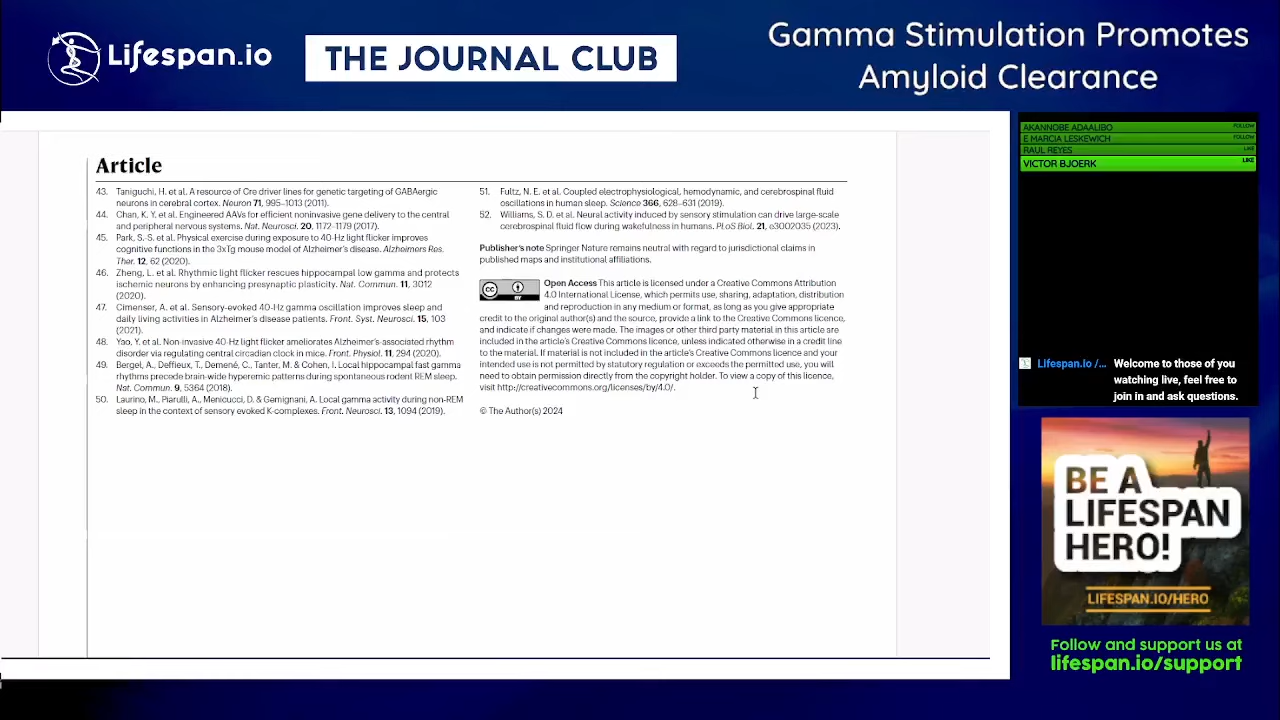 Lifespan.io
THE JOURNAL CLUB
Gamma Stimulation Promotes
Amyloid Clearance
Article
43. Taniguchi, H. et al. A resource of Cre driver lines for genetic targeting of GABAergic
neurons in cerebral cortex. Neuron 71, 995–1013 (2011).
44. Chan, K. Y. et al. Engineered AAVs for efficient noninvasive gene delivery to the central
and peripheral nervous systems. Nat. Neurosci. 20, 1172–1179 (2017).
45. Park, S.-S. et al. Physical exercise during exposure to 40-Hz light flicker improves
cognitive functions in the 3xTg mouse model of Alzheimer's disease. Alzheimers Res.
Ther. 12, 62 (2020).
46. Zheng, L. et al. Rhythmic light flicker rescues hippocampal low gamma and protects
ischemic neurons by enhancing presynaptic plasticity. Nat. Commun. 11, 3012
(2020).
47. Cimenser, A. et al. Sensory-evoked 40-Hz gamma oscillation improves sleep and
daily living activities in Alzheimer's disease patients. Front. Syst. Neurosci. 15, 103
(2021).
48. Yao, Y. et al. Non-invasive 40-Hz light flicker ameliorates Alzheimer's-associated rhythm
disorder via regulating central circadian clock in mice. Front. Physiol. 11, 294 (2020).
49. Bergel, A., Deffieux, T., Demené, C., Tanter, M. & Cohen, I. Local hippocampal fast gamma
rhythms precede brain-wide hyperemic patterns during spontaneous rodent REM sleep.
Nat. Commun. 9, 5364 (2018).
50. Laurino, M., Piarulli, A., Menicucci, D. & Gemignani, A. Local gamma activity during non-REM
sleep in the context of sensory evoked K-complexes. Front. Neurosci. 13, 1094 (2019).
51. Fultz, N. E. et al. Coupled electrophysiological, hemodynamic, and cerebrospinal fluid
oscillations in human sleep. Science 366, 628–631 (2019).
52. Williams, S. D. et al. Neural activity induced by sensory stimulation can drive large-scale
cerebrospinal fluid flow during wakefulness in humans. PLoS Biol. 21, e3002035 (2023).
Publisher's note Springer Nature remains neutral with regard to jurisdictional claims in
published maps and institutional affiliations.
Open Access This article is licensed under a Creative Commons Attribution
4.0 International License, which permits use, sharing, adaptation, distribution
and reproduction in any medium or format, as long as you give appropriate
credit to the original author(s) and the source, provide a link to the Creative Commons licence,
and indicate if changes were made. The images or other third party material in this article are
included in the article's Creative Commons licence, unless indicated otherwise in a credit line
to the material. If material is not included in the article's Creative Commons licence and your
intended use is not permitted by statutory regulation or exceeds the permitted use, you will
need to obtain permission directly from the copyright holder. To view a copy of this licence,
visit http://creativecommons.org/licenses/by/4.0/.
© The Author(s) 2024
cc BY
AKANNOBE ADAALIBO FOLLOW
E MARCIA LESKEWICH FOLLOW
RAUL REYES LIKE
VICTOR BJOERK LIKE
Lifespan.io /... Welcome to those of you
watching live, feel free to
join in and ask questions.
BE A
LIFESPAN
HERO!
LIFESPAN.IO/HERO
Follow and support us at
lifespan.io/support